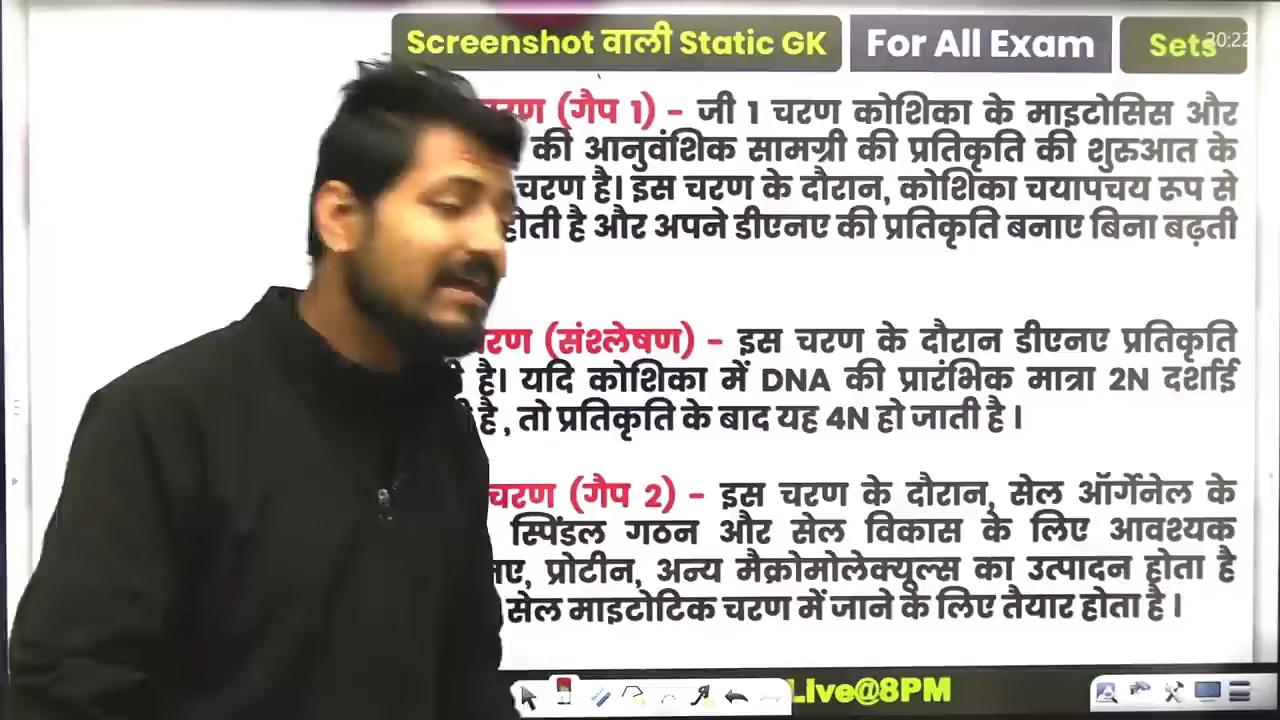 Screenshot वाली Static GK For All Exam Sets
20:22
(गैप 1) - जी 1 चरण कोशिका के माइटोसिस और
की आनुवंशिक सामग्री की प्रतिकृति की शुरुआत के
चरण है। इस चरण के दौरान, कोशिका चयापचय रूप से
होती है और अपने डीएनए की प्रतिकृति बनाए बिना बढ़ती
(संश्लेषण) - इस चरण के दौरान डीएनए प्रतिकृति
है। यदि कोशिका में DNA की प्रारंभिक मात्रा 2N दर्शाई
है , तो प्रतिकृति के बाद यह 4N हो जाती है ।
चरण (गैप 2) - इस चरण के दौरान, सेल ऑर्गेनेल के
स्पिंडल गठन और सेल विकास के लिए आवश्यक
प्रोटीन, अन्य मैक्रोमोलेक्यूल्स का उत्पादन होता है
सेल माइटोटिक चरण में जाने के लिए तैयार होता है ।
Live@8PM